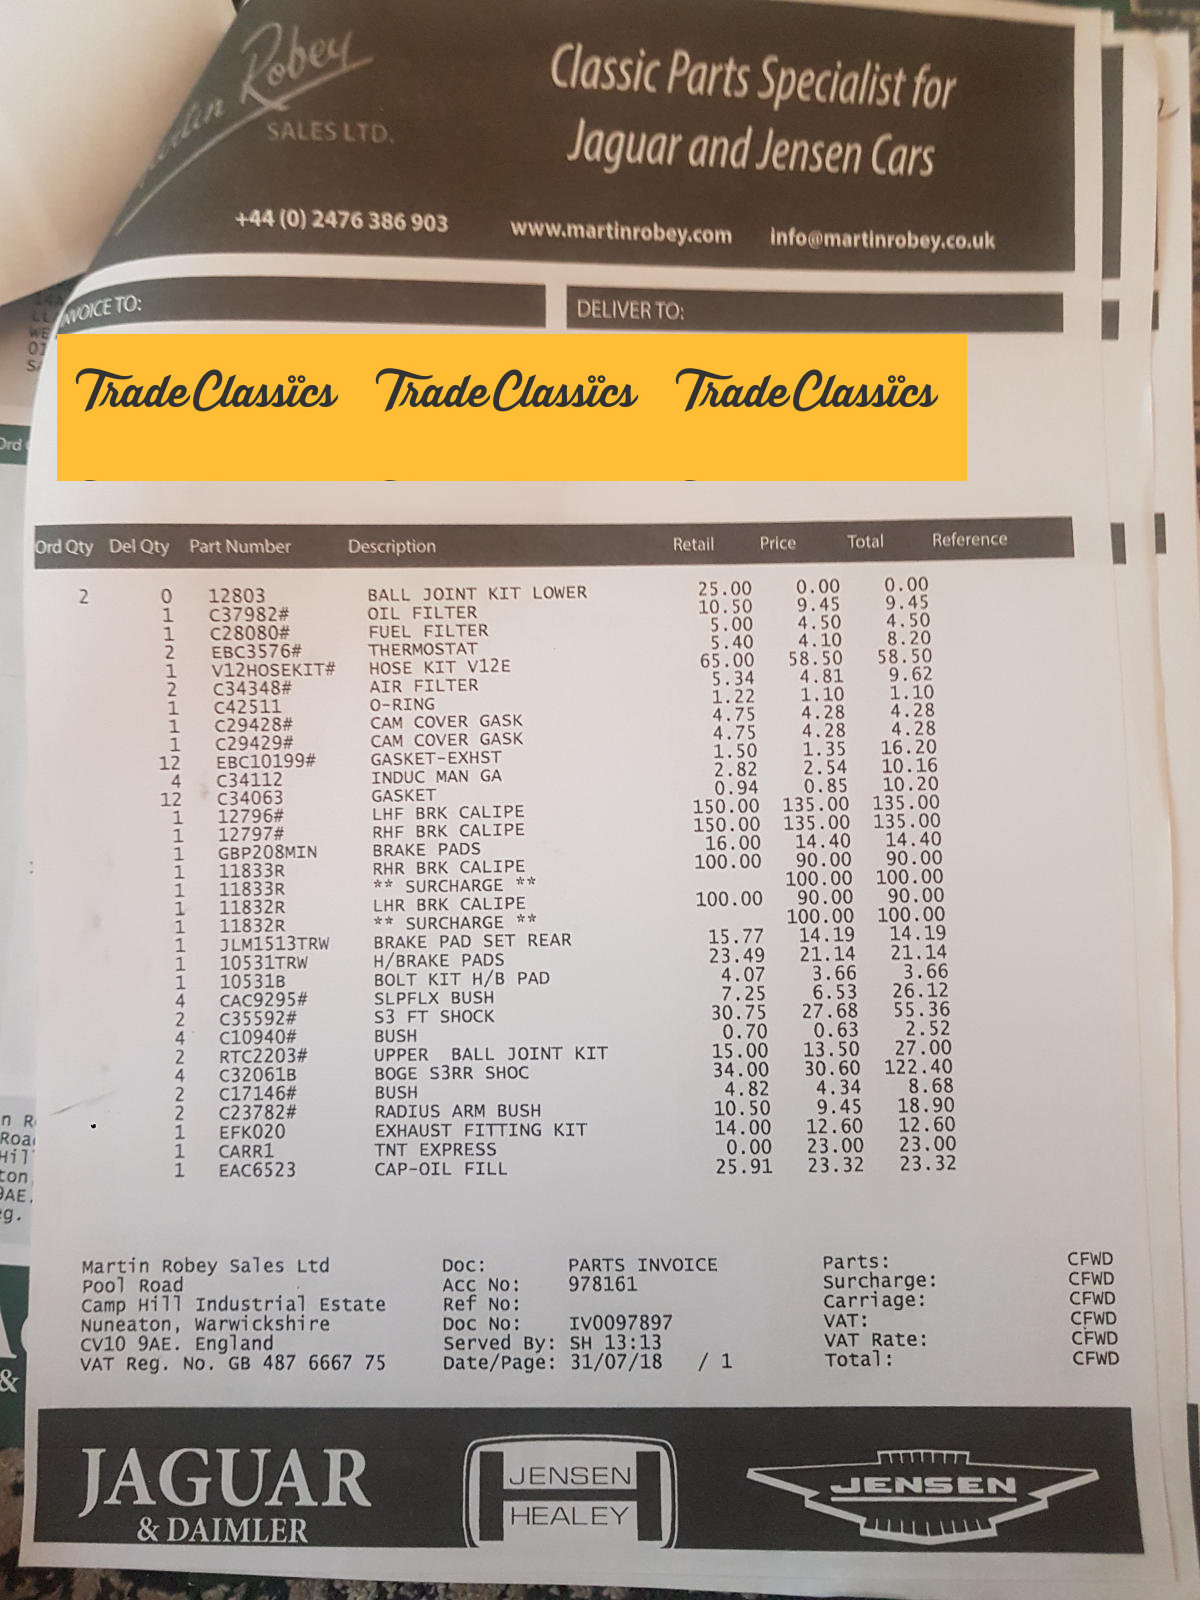 Robey
SALES LTD.
Classic Parts Specialist for
Jaguar and Jensen Cars
+44 (0) 2476 386 903 www.martinrobey.com info@martinrobey.co.uk
NVOICE TO: DELIVER TO:
Trade Classics Trade Classics Trade Classics
Ord Qty Del Qty Part Number Description Retail Price Total Reference
2 0 12803 BALL JOINT KIT LOWER 25.00 0.00 0.00
1 C37982# OIL FILTER 10.50 9.45 9.45
1 C28080# FUEL FILTER 5.00 4.50 4.50
2 EBC3576# THERMOSTAT 5.40 4.10 8.20
1 V12HOSEKIT# HOSE KIT V12E 65.00 58.50 58.50
2 C34348# AIR FILTER 5.34 4.81 9.62
1 C42511 O-RING 1.22 1.10 1.10
1 C29428# CAM COVER GASK 4.75 4.28 4.28
1 C29429# CAM COVER GASK 4.75 4.28 4.28
12 EBC10199# GASKET-EXHST 1.50 1.35 16.20
4 C34112 INDUC MAN GA 2.82 2.54 10.16
12 C34063 GASKET 0.94 0.85 10.20
1 12796# LHF BRK CALIPE 150.00 135.00 135.00
1 12797# RHF BRK CALIPE 150.00 135.00 135.00
1 GBP208MIN BRAKE PADS 16.00 14.40 14.40
1 11833R RHR BRK CALIPE 100.00 90.00 90.00
1 11833R ** SURCHARGE ** 100.00 100.00
1 11832R LHR BRK CALIPE 100.00 90.00 90.00
1 11832R ** SURCHARGE ** 100.00 100.00
1 JLM1513TRW BRAKE PAD SET REAR 15.77 14.19 14.19
1 10531TRW H/BRAKE PADS 23.49 21.14 21.14
1 10531B BOLT KIT H/B PAD 4.07 3.66 3.66
4 CAC9295# SLPFLX BUSH 7.25 6.53 26.12
2 C35592# S3 FT SHOCK 30.75 27.68 55.36
4 C10940# BUSH 0.70 0.63 2.52
2 RTC2203# UPPER BALL JOINT KIT 15.00 13.50 27.00
4 C32061B BOGE S3RR SHOC 34.00 30.60 122.40
2 C17146# BUSH 4.82 4.34 8.68
2 C23782# RADIUS ARM BUSH 10.50 9.45 18.90
1 EFK020 EXHAUST FITTING KIT 14.00 12.60 12.60
1 CARR1 TNT EXPRESS 0.00 23.00 23.00
1 EAC6523 CAP-OIL FILL 25.91 23.32 23.32
Martin Robey Sales Ltd Doc: PARTS INVOICE Parts: CFWD
Pool Road Acc No: 978161 Surcharge: CFWD
Camp Hill Industrial Estate Ref No: Carriage: CFWD
Nuneaton, Warwickshire Doc No: IV0097897 VAT: CFWD
CV10 9AE. England Served By: SH 13:13 VAT Rate: CFWD
VAT Reg. No. GB 487 6667 75 Date/Page: 31/07/18 / 1 Total: CFWD
JAGUAR
& DAIMLER
JENSEN
HEALEY
JENSEN